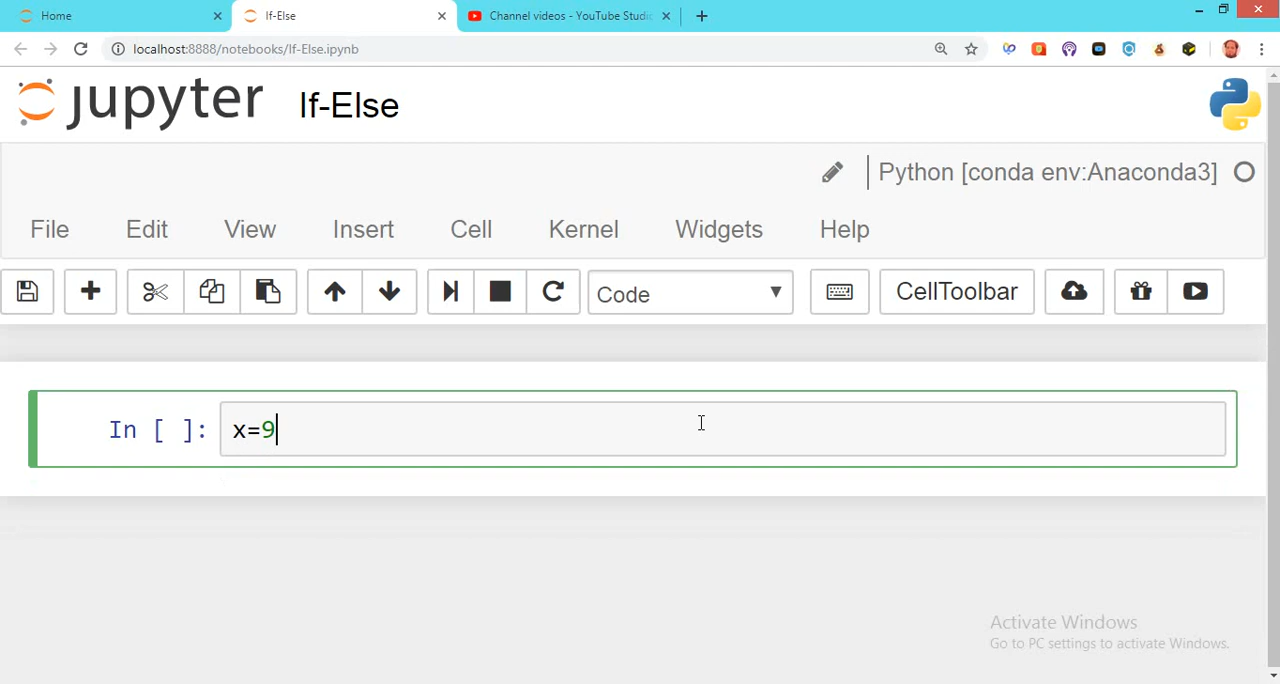 Home
If-Else
Channel videos - YouTube Studio
localhost:8888/notebooks/If-Else.ipynb
jupyter If-Else
Python [conda env:Anaconda3]
File Edit View Insert Cell Kernel Widgets Help
Code CellToolbar
In [ ]: x=9
Activate Windows
Go to PC settings to activate Windows.